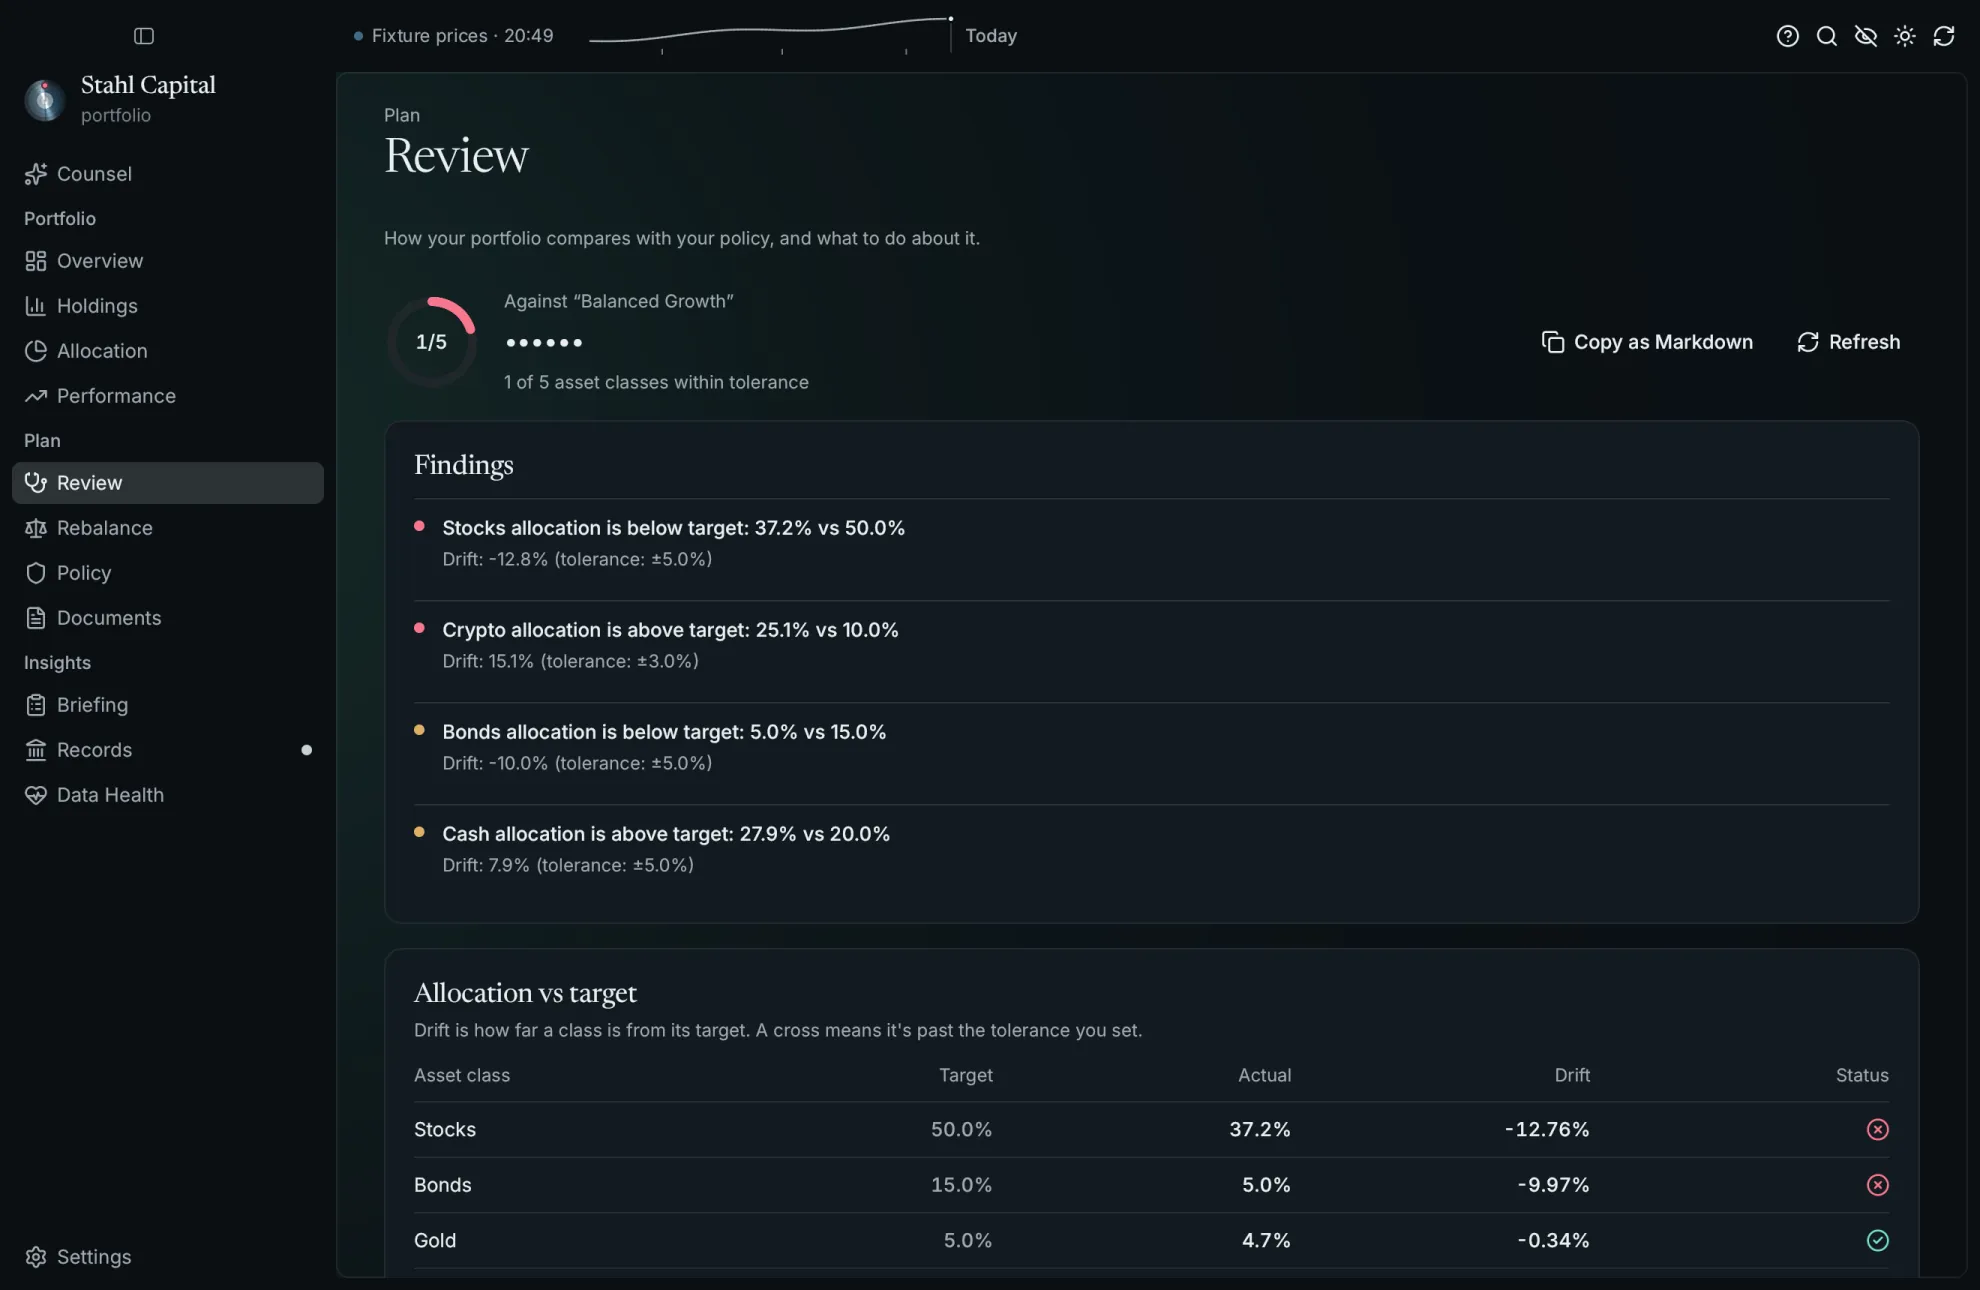 Fixture prices · 20:49
Today
Stahl Capital
portfolio
Counsel
Portfolio
Overview
Holdings
Allocation
Performance
Plan
Review
Rebalance
Policy
Documents
Insights
Briefing
Records
Data Health
Settings
Plan
Review
How your portfolio compares with your policy, and what to do about it.
1/5
Against “Balanced Growth”
••••••
1 of 5 asset classes within tolerance
Copy as Markdown
Refresh
Findings
Stocks allocation is below target: 37.2% vs 50.0%
Drift: -12.8% (tolerance: ±5.0%)
Crypto allocation is above target: 25.1% vs 10.0%
Drift: 15.1% (tolerance: ±3.0%)
Bonds allocation is below target: 5.0% vs 15.0%
Drift: -10.0% (tolerance: ±5.0%)
Cash allocation is above target: 27.9% vs 20.0%
Drift: 7.9% (tolerance: ±5.0%)
Allocation vs target
Drift is how far a class is from its target. A cross means it's past the tolerance you set.
Asset class Target Actual Drift Status
Stocks 50.0% 37.2% -12.76%
Bonds 15.0% 5.0% -9.97%
Gold 5.0% 4.7% -0.34%